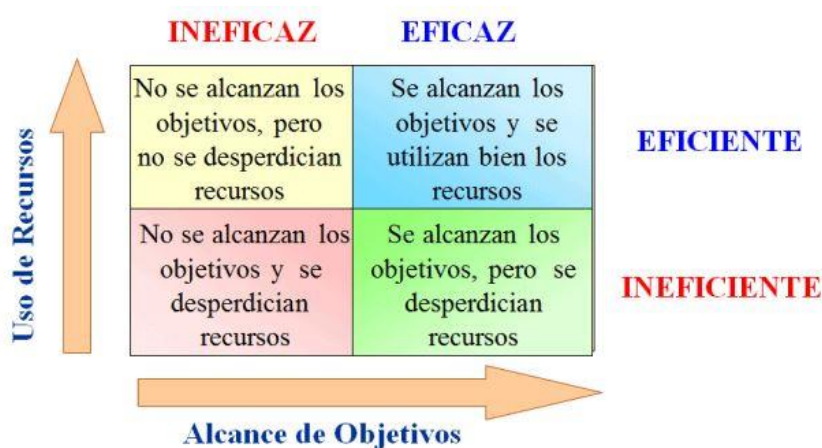 INEFICAZ EFICAZ
No se alcanzan los
objetivos, pero
no se desperdician
recursos
Se alcanzan los
objetivos y se
utilizan bien los
recursos
EFICIENTE
No se alcanzan los
objetivos y se
desperdician
recursos
Se alcanzan los
objetivos, pero se
desperdician
recursos
INEFICIENTE
Uso de Recursos
Alcance de Objetivos